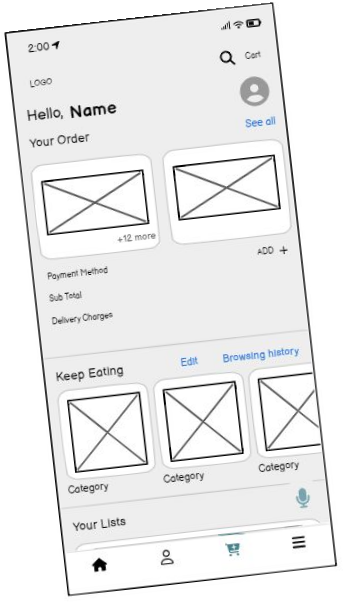 2:00
LOGO
Cart
Hello, Name
Your Order
See all
+12 more
ADD +
Payment Method
Sub Total
Delivery Charges
Keep Eating
Edit
Browsing history
Category
Category
Category
Your Lists